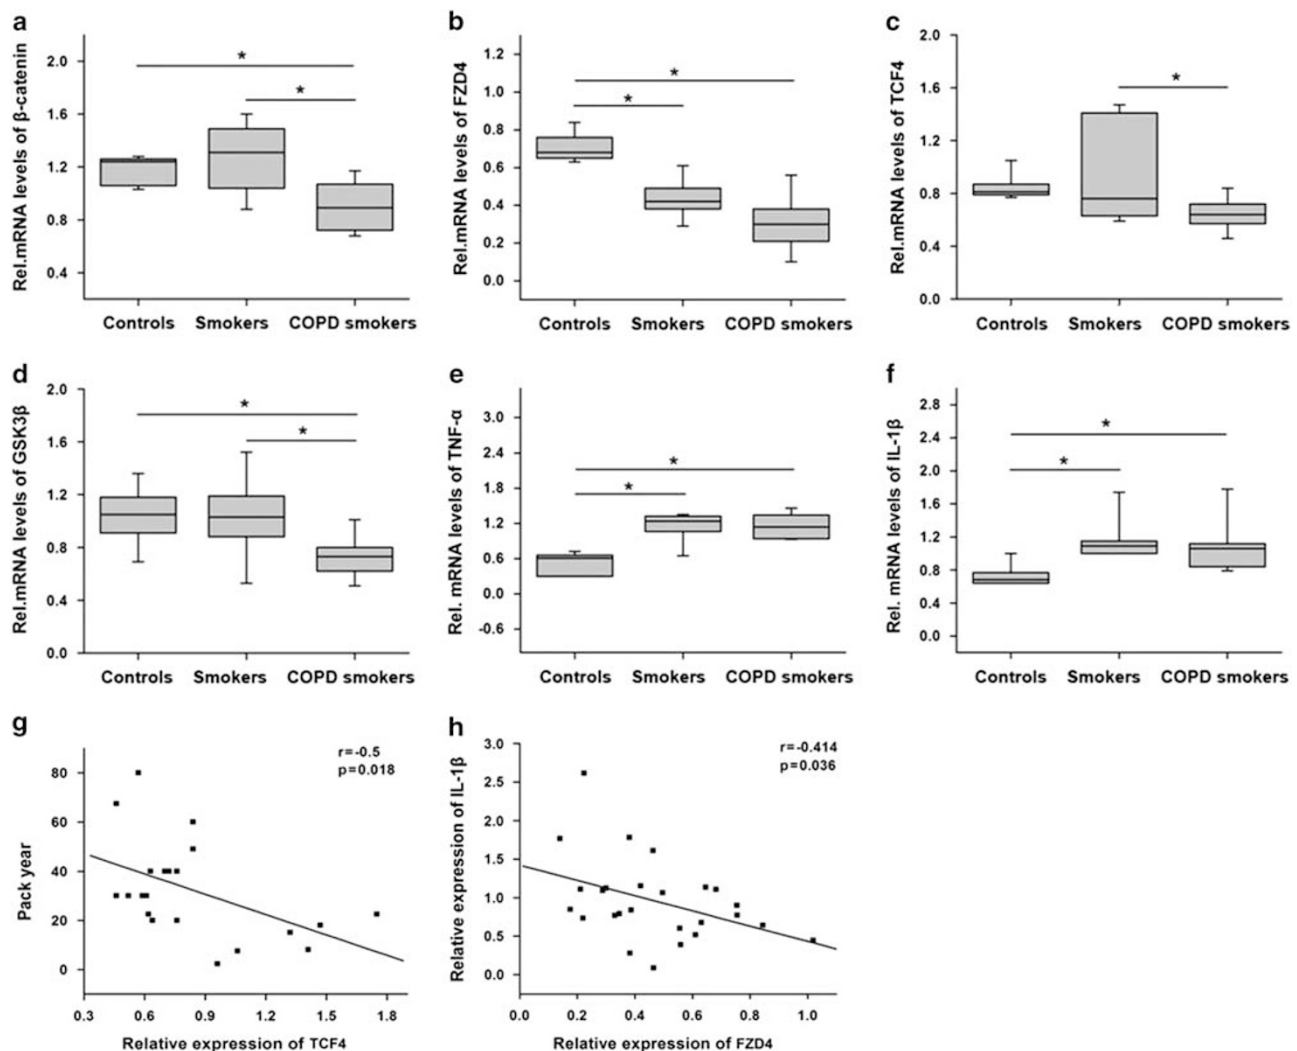 a
Rel.mRNA levels of β-catenin
2.0
1.6
1.2
0.8
0.4
*
*
Controls Smokers COPD smokers
b
Rel.mRNA levels of FZD4
1.2
1.0
0.8
0.6
0.4
0.2
0.0
*
*
Controls Smokers COPD smokers
c
Rel.mRNA levels of TCF4
2.0
1.6
1.2
0.8
0.4
0.0
*
Controls Smokers COPD smokers
d
Rel.mRNA levels of GSK3β
2.0
1.6
1.2
0.8
0.4
0.0
*
*
Controls Smokers COPD smokers
e
Rel. mRNA levels of TNF-α
3.0
2.4
1.8
1.2
0.6
0.0
-0.6
*
*
Controls Smokers COPD smokers
f
Rel. mRNA levels of IL-1β
2.8
2.4
2.0
1.6
1.2
0.8
0.4
0.0
*
*
Controls Smokers COPD smokers
g
Pack year
80
60
40
20
0
r=-0.5
p=0.018
0.3 0.6 0.9 1.2 1.5 1.8
Relative expression of TCF4
h
Relative expression of IL-1β
3.0
2.5
2.0
1.5
1.0
0.5
0.0
r=-0.414
p=0.036
0.0 0.2 0.4 0.6 0.8 1.0
Relative expression of FZD4